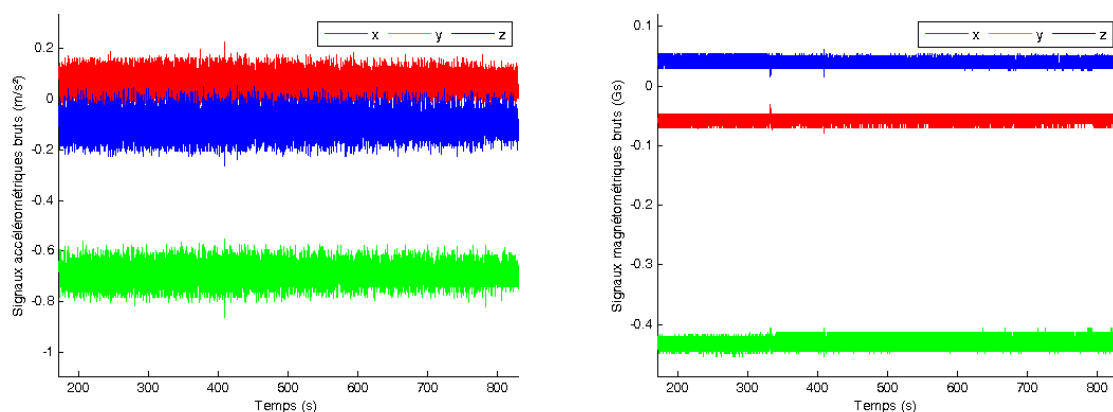 x y z
0.2
0
-0.2
-0.4
-0.6
-0.8
-1
Signaux accélérométriques bruts (m/s²)
200 300 400 500 600 700 800
Temps (s)
x y z
0.1
0
-0.1
-0.2
-0.3
-0.4
Signaux magnétométriques bruts (Gs)
200 300 400 500 600 700 800
Temps (s)